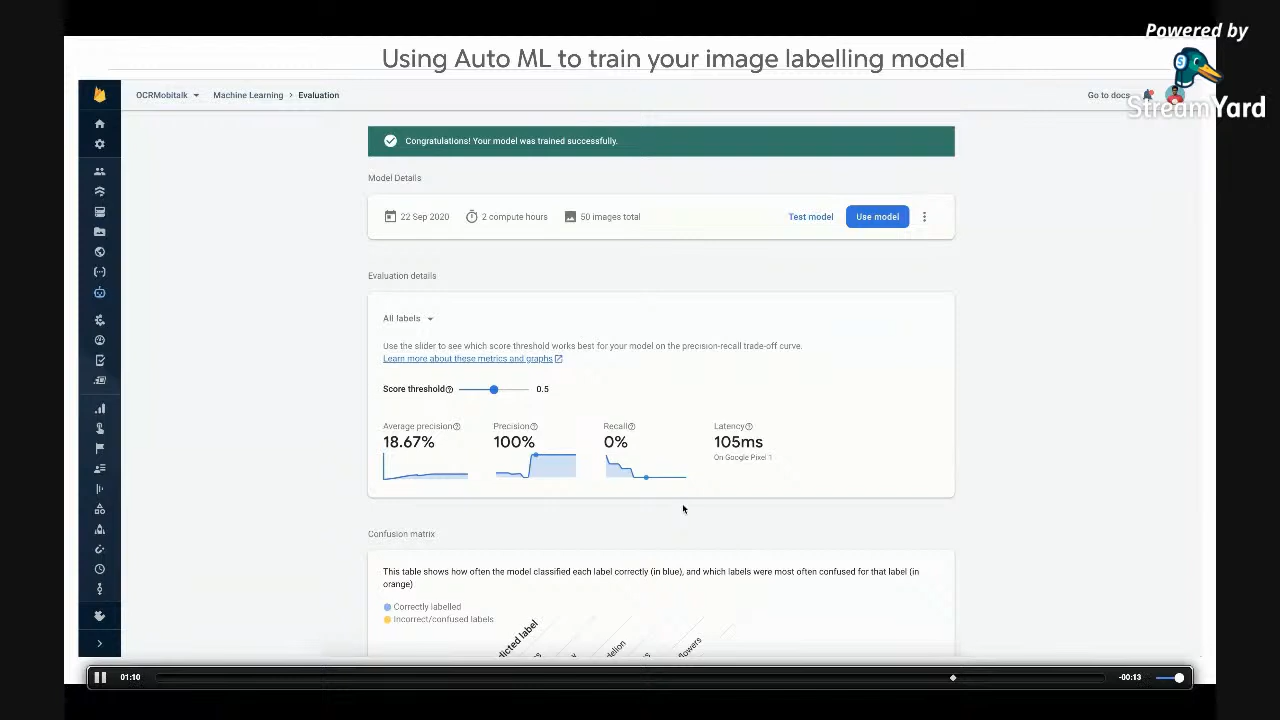 Powered by
StreamYard
Using Auto ML to train your image labelling model
OCRMobitalk
Machine Learning > Evaluation
Go to docs
Congratulations! Your model was trained successfully.
Model Details
22 Sep 2020
2 compute hours
50 images total
Test model
Use model
Evaluation details
All labels
Use the slider to see which score threshold works best for your model on the precision-recall trade-off curve.
Learn more about these metrics and graphs
Score threshold
0.5
Average precision
Precision
Recall
Latency
18.67%
100%
0%
105ms
On Google Pixel 1
Confusion matrix
This table shows how often the model classified each label correctly (in blue), and which labels were most often confused for that label (in
orange)
Correctly labelled
Incorrect/confused labels
01:10
-00:13